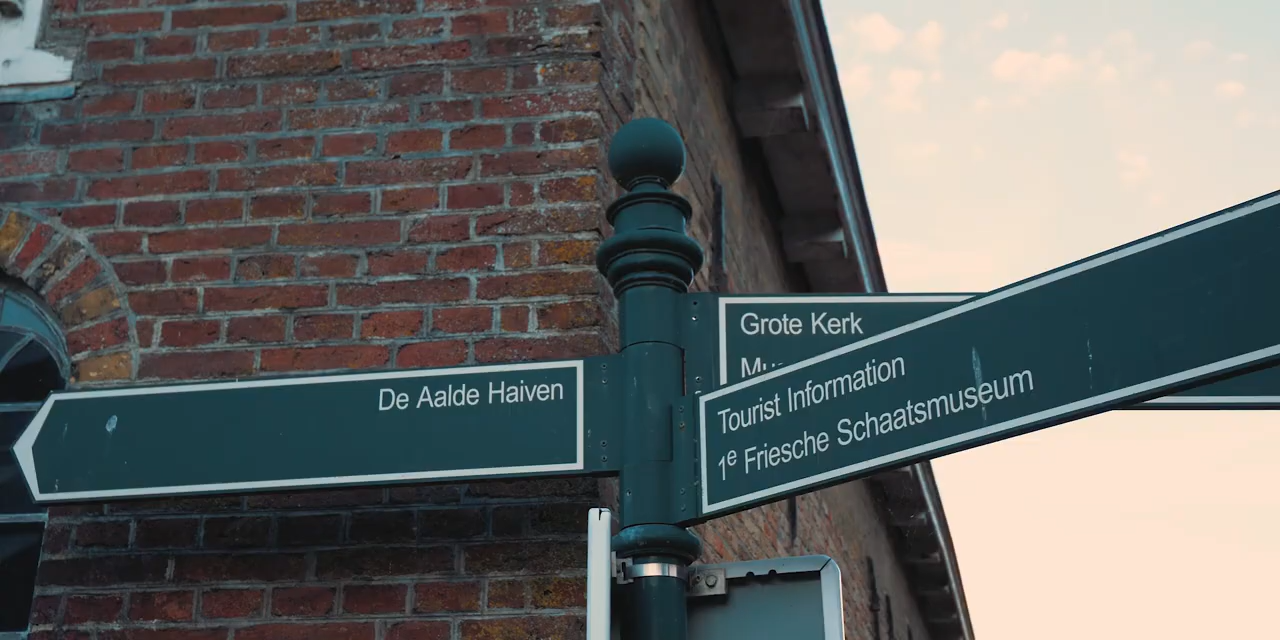 De Aalde Haiven
Grote Kerk
Tourist Information
1e Friesche Schaatsmuseum